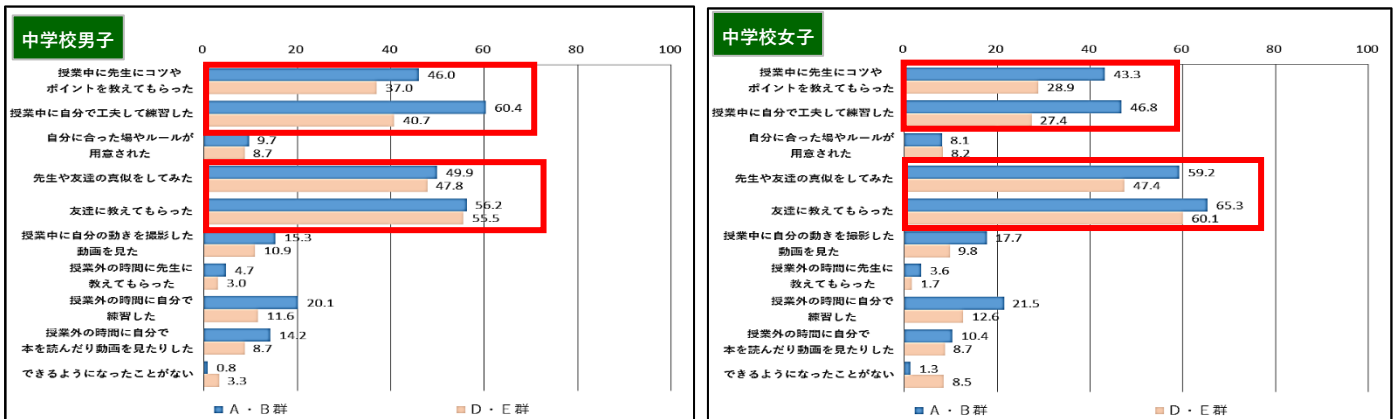 中学校男子
0 20 40 60 80 100
授業中に先生にコツや
ポイントを教えてもらった
46.0
37.0
授業中に自分で工夫して練習した
60.4
40.7
自分に合った場やルールが
用意された
9.7
8.7
先生や友達の真似をしてみた
49.9
47.8
友達に教えてもらった
56.2
55.5
授業中に自分の動きを撮影した
動画を見た
15.3
10.9
授業外の時間に先生に
教えてもらった
4.7
3.0
授業外の時間に自分で
練習した
20.1
11.6
授業外の時間に自分で
本を読んだり動画を見たりした
14.2
8.7
できるようになったことがない
0.8
3.3
A・B群 D・E群
中学校女子
0 20 40 60 80 100
授業中に先生にコツや
ポイントを教えてもらった
43.3
28.9
授業中に自分で工夫して練習した
46.8
27.4
自分に合った場やルールが
用意された
8.1
8.2
先生や友達の真似をしてみた
59.2
47.4
友達に教えてもらった
65.3
60.1
授業中に自分の動きを撮影した
動画を見た
17.7
9.8
授業外の時間に先生に
教えてもらった
3.6
1.7
授業外の時間に自分で
練習した
21.5
12.6
授業外の時間に自分で
本を読んだり動画を見たりした
10.4
8.7
できるようになったことがない
1.3
8.5
A・B群 D・E群